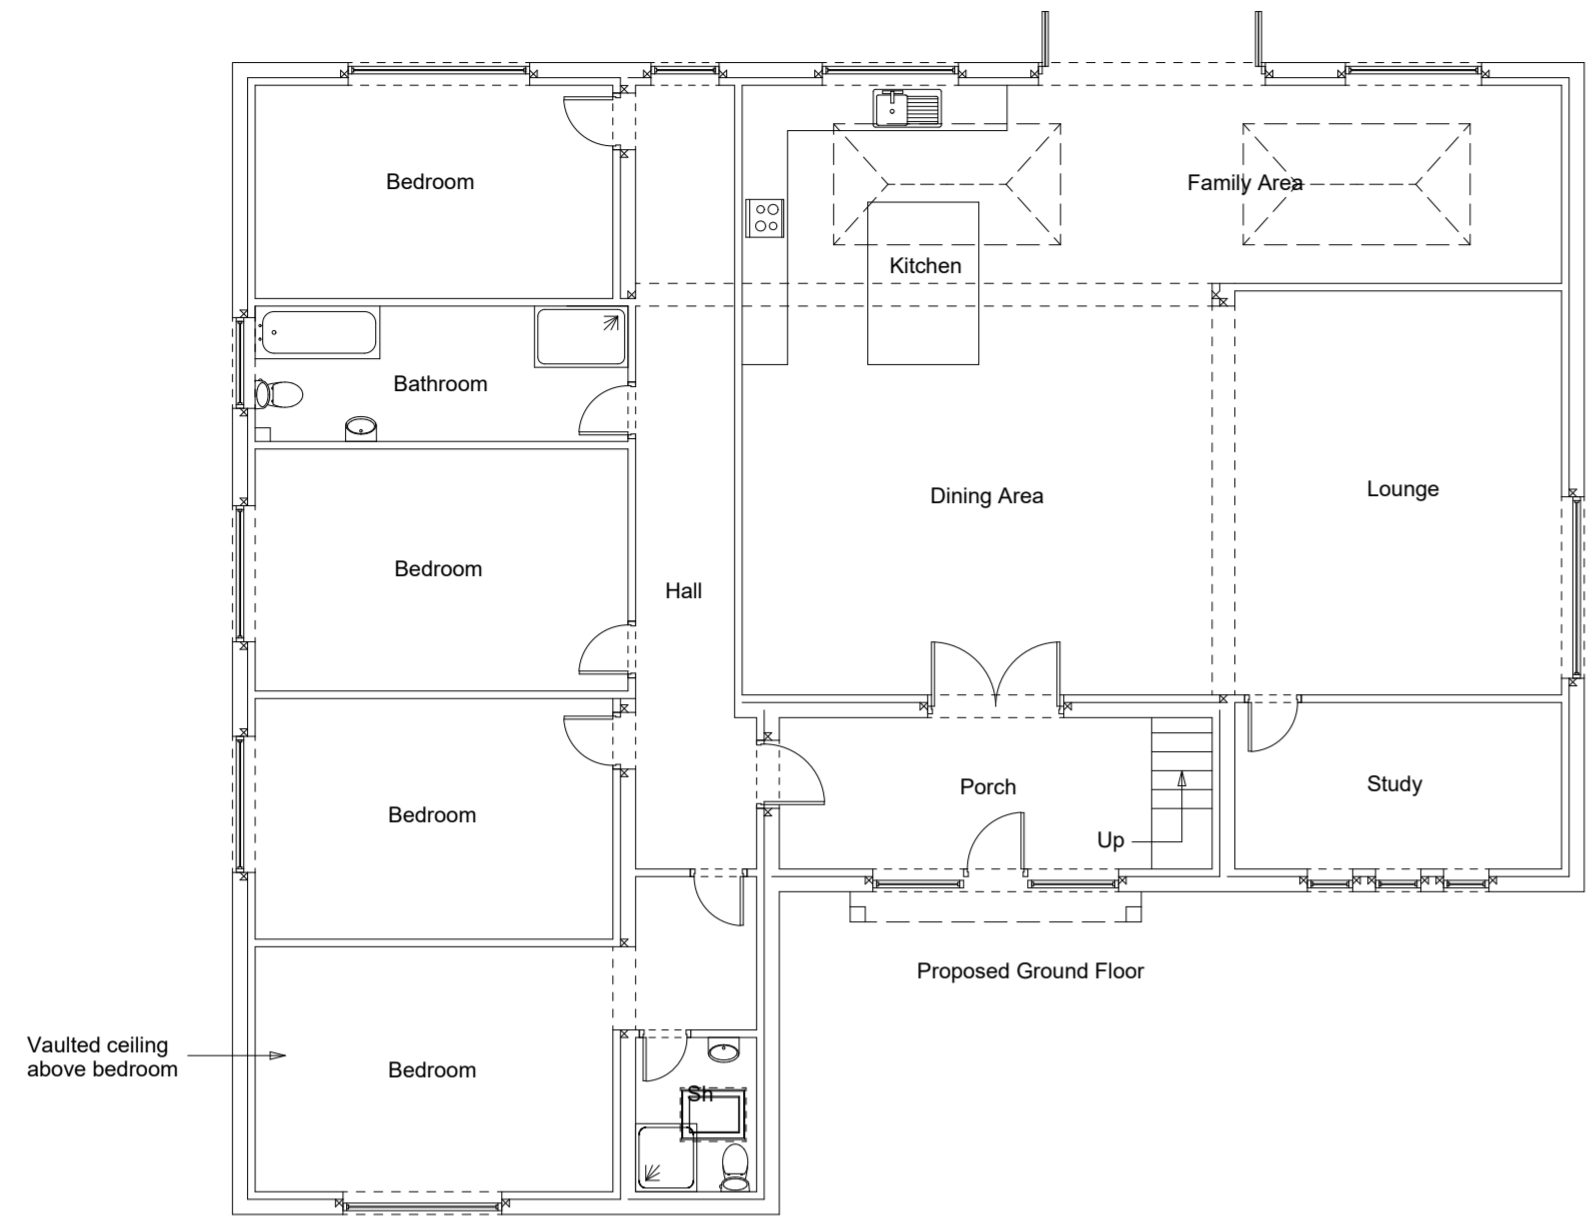 Bedroom
Family Area
Kitchen
Bathroom
Dining Area
Lounge
Bedroom
Hall
Porch
Study
Bedroom
Up
Proposed Ground Floor
Vaulted ceiling
above bedroom
Bedroom
Sh